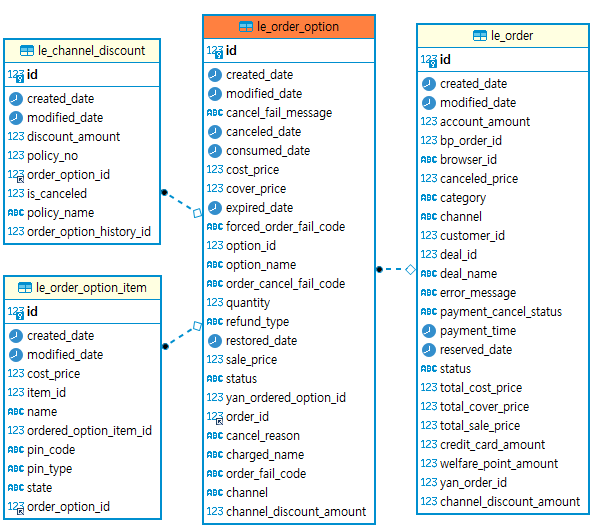 le_channel_discount
123 id
created_date
modified_date
123 discount_amount
123 policy_no
123 order_option_id
123 is_canceled
ABC policy_name
123 order_option_history_id
le_order_option_item
123 id
created_date
modified_date
123 cost_price
123 item_id
ABC name
123 ordered_option_item_id
ABC pin_code
ABC pin_type
ABC state
123 order_option_id
le_order_option
123 id
created_date
modified_date
ABC cancel_fail_message
canceled_date
consumed_date
123 cost_price
123 cover_price
expired_date
ABC forced_order_fail_code
123 option_id
ABC option_name
ABC order_cancel_fail_code
123 quantity
ABC refund_type
restored_date
123 sale_price
ABC status
123 yan_ordered_option_id
123 order_id
ABC cancel_reason
ABC charged_name
ABC order_fail_code
ABC channel
123 channel_discount_amount
le_order
123 id
created_date
modified_date
123 account_amount
123 bp_order_id
123 browser_id
123 canceled_price
ABC category
ABC channel
123 customer_id
123 deal_id
ABC deal_name
ABC error_message
ABC payment_cancel_status
payment_time
reserved_date
ABC status
123 total_cost_price
123 total_cover_price
123 total_sale_price
123 credit_card_amount
123 welfare_point_amount
123 yan_order_id
123 channel_discount_amount